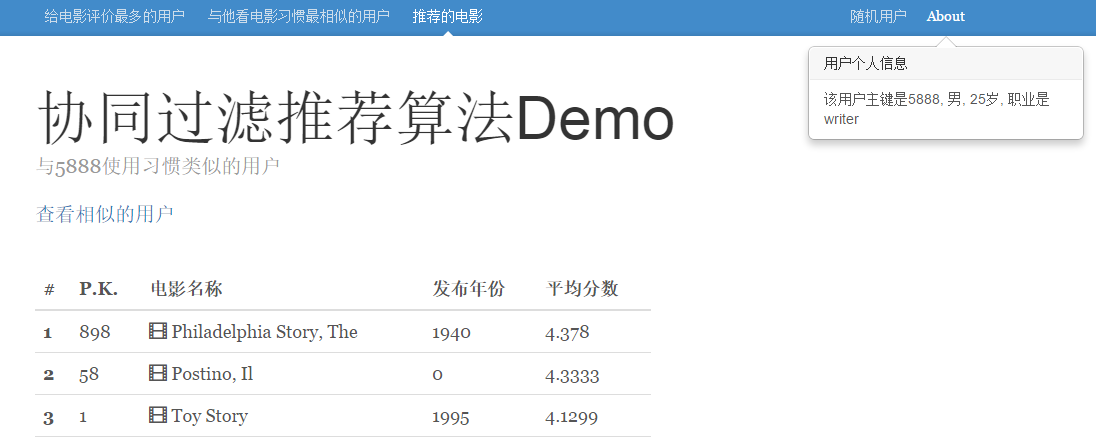 给电影评价最多的用户 与他看电影习惯最相似的用户 推荐的电影 随机用户 About
用户个人信息
该用户主键是5888, 男, 25岁, 职业是
writer
协同过滤推荐算法Demo
与5888使用习惯类似的用户
查看相似的用户
# P.K. 电影名称 发布年份 平均分数
1 898 Philadelphia Story, The 1940 4.378
2 58 Postino, Il 0 4.3333
3 1 Toy Story 1995 4.1299